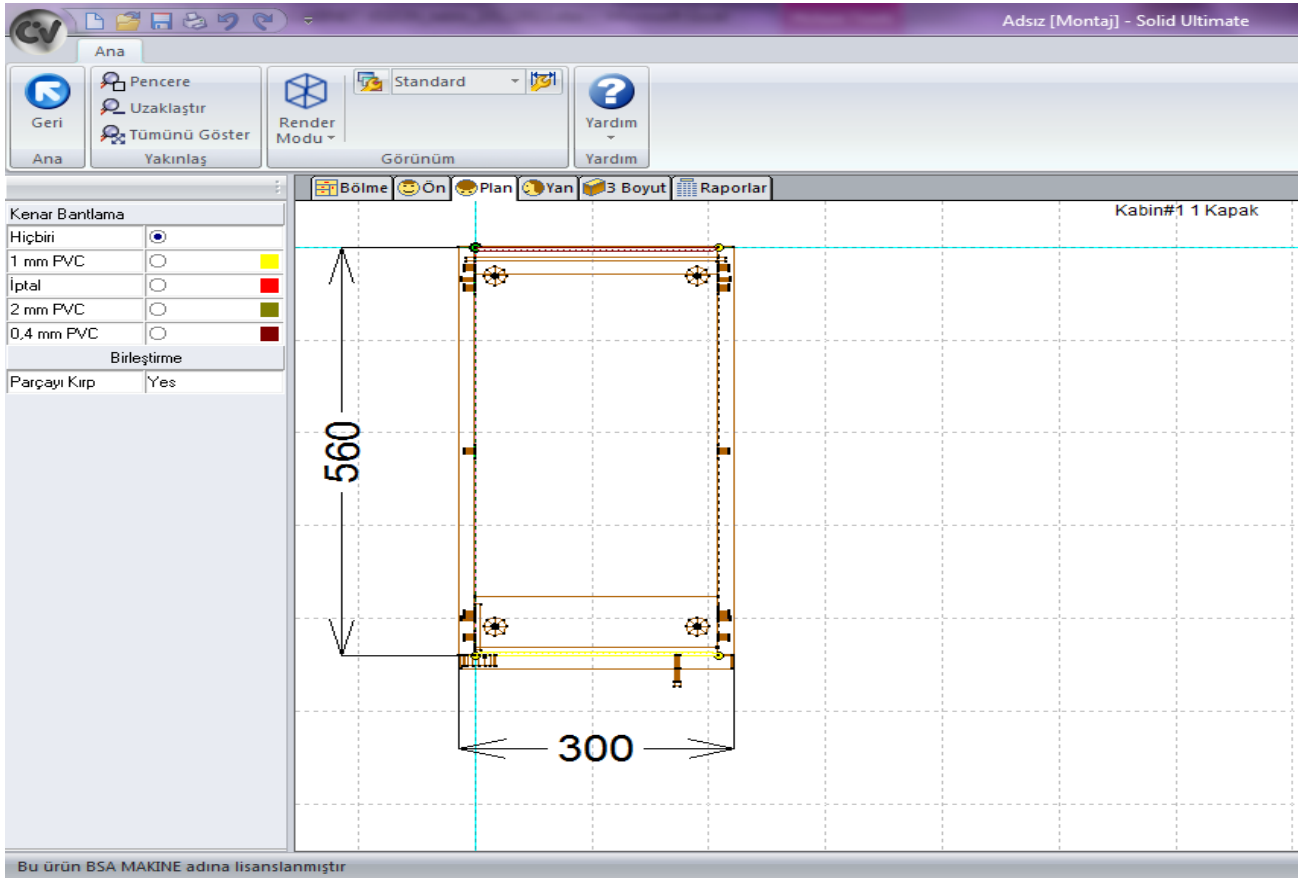 Adsız [Montaj] - Solid Ultimate
CV
Ana
Geri
Pencere
Uzaklaştır
Tümünü Göster
Render
Modu
Standard
Yardım
Ana
Yakınlaş
Görünüm
Yardım
Bölme
Ön
Plan
Yan
3 Boyut
Raporlar
Kenar Bantlama
Hiçbiri
1 mm PVC
İptal
2 mm PVC
0,4 mm PVC
Birleştirme
Parçayı Kırp Yes
Kabin#1 1 Kapak
560
300
Bu ürün BSA MAKINE adına lisanslanmıştır